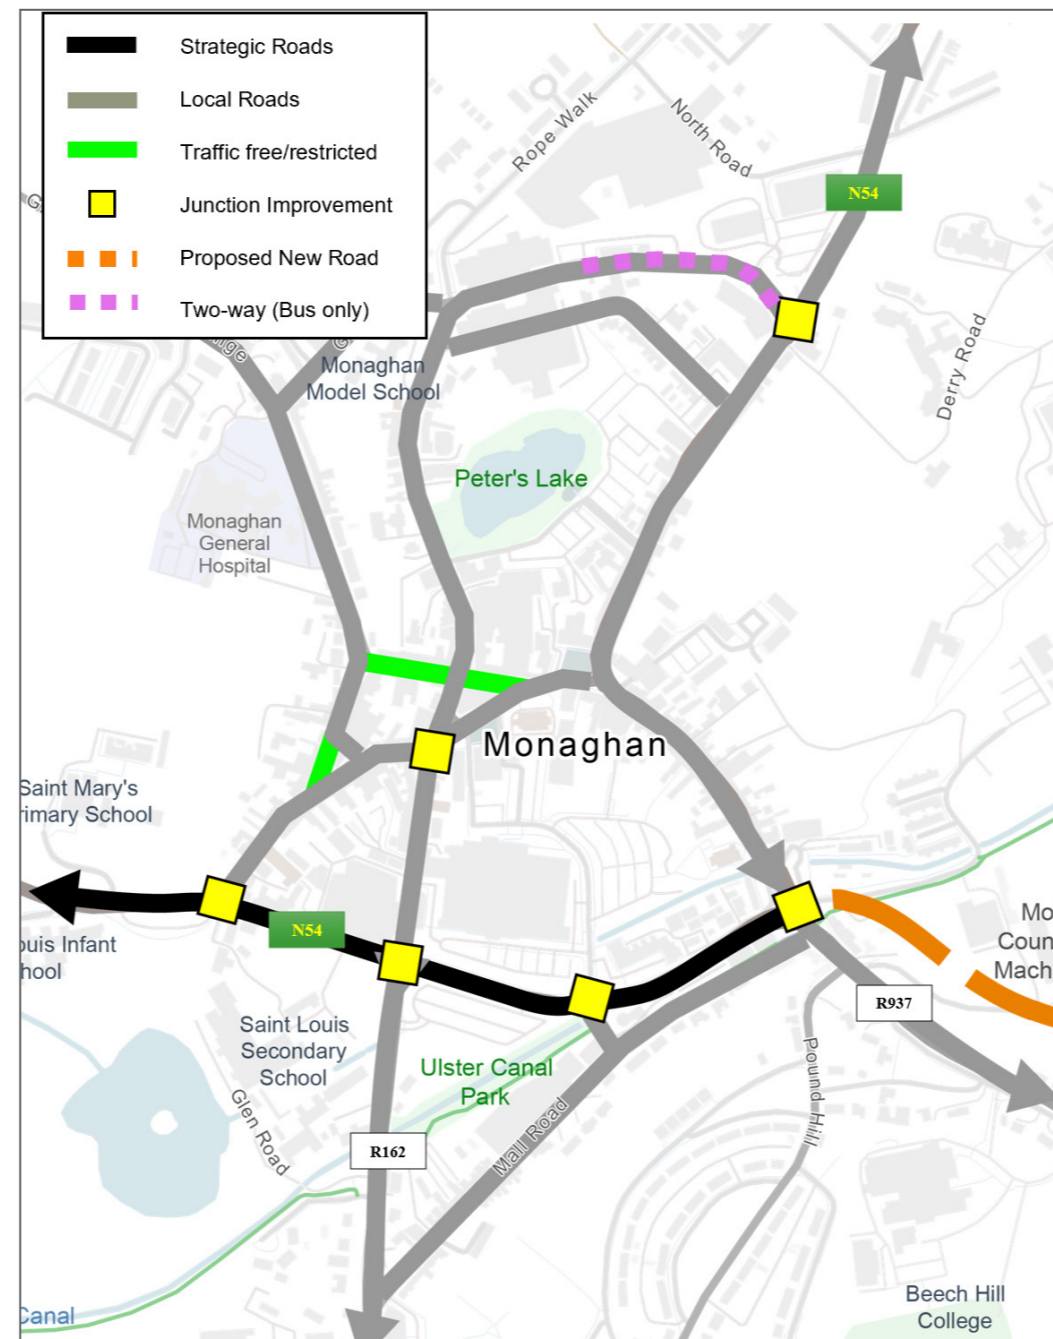 Strategic Roads
Local Roads
Traffic free/restricted
Junction Improvement
Proposed New Road
Two-way (Bus only)
Rope Walk
North Road
N54
Derry Road
Monaghan
Model School
Peter's Lake
Monaghan
General
Hospital
Monaghan
Saint Mary's
rimary School
N54
ouis Infant
hool
Mo
Coun
Mach
R937
Saint Louis
Secondary
School
Ulster Canal
Park
Glen Road
Mall Road
Pound Hill
R162
Beech Hill
College
Canal